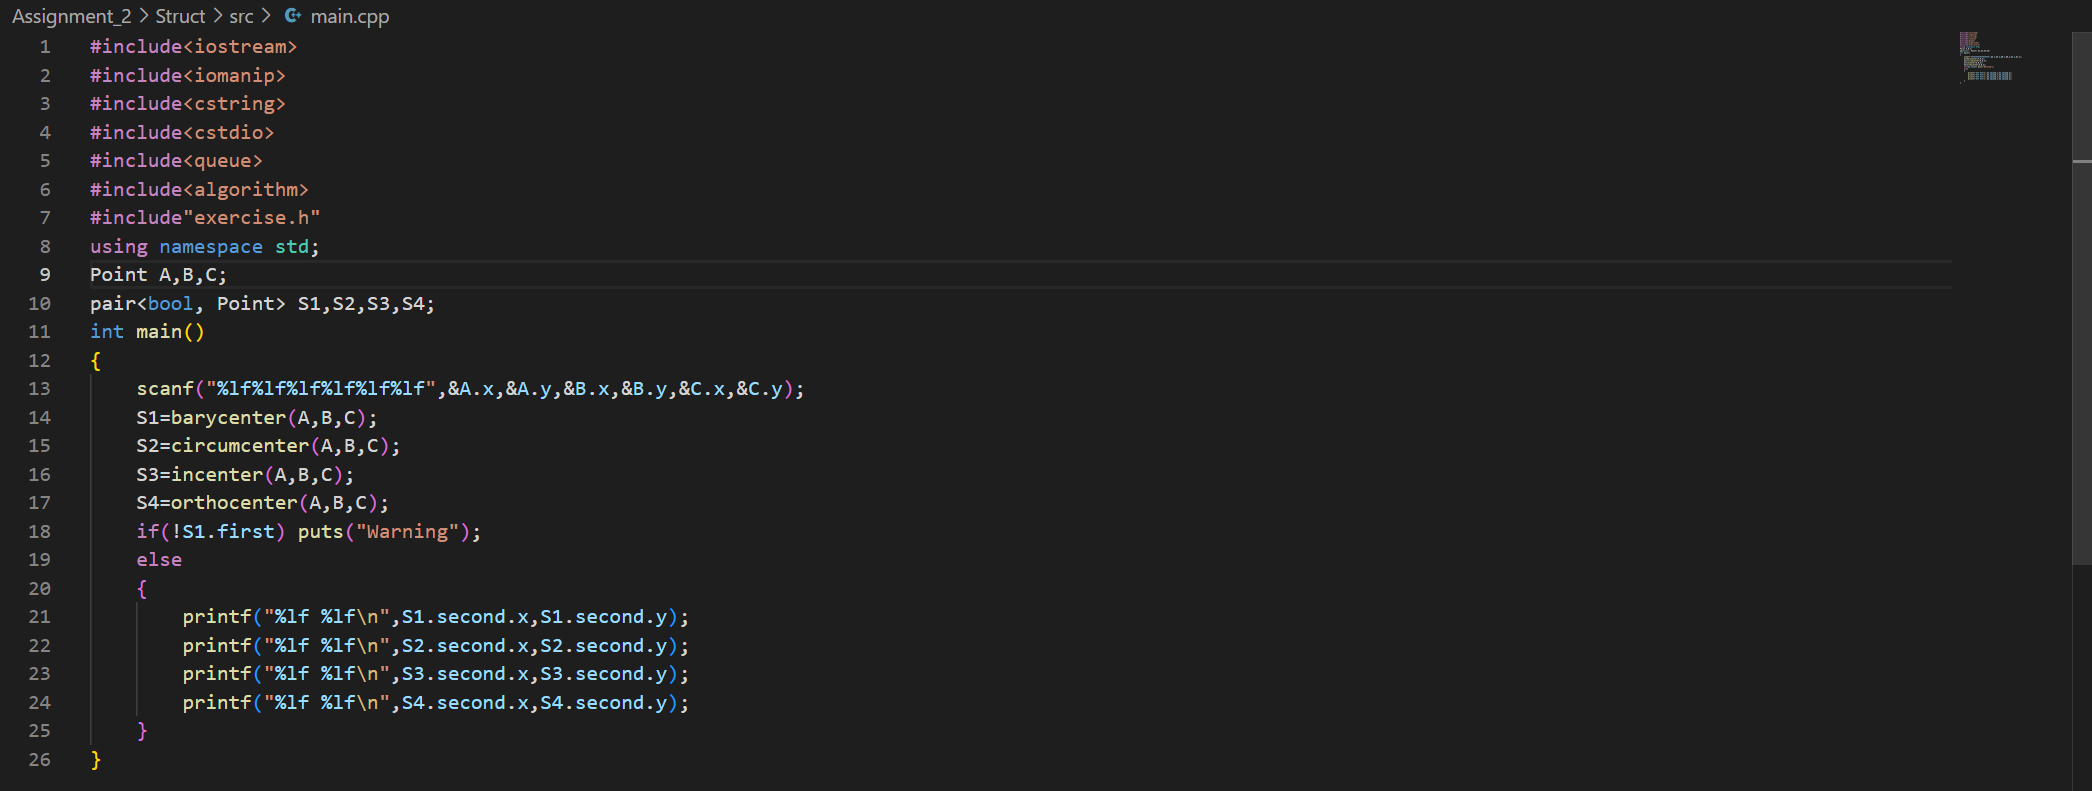 Assignment_2 > Struct > src > main.cpp
1 #include<iostream>
2 #include<iomanip>
3 #include<cstring>
4 #include<cstdio>
5 #include<queue>
6 #include<algorithm>
7 #include"exercise.h"
8 using namespace std;
9 Point A,B,C;
10 pair<bool, Point> S1,S2,S3,S4;
11 int main()
12 {
13     scanf("%lf%lf%lf%lf%lf%lf",&A.x,&A.y,&B.x,&B.y,&C.x,&C.y);
14     S1=barycenter(A,B,C);
15     S2=circumcenter(A,B,C);
16     S3=incenter(A,B,C);
17     S4=orthocenter(A,B,C);
18     if(!S1.first) puts("Warning");
19     else
20     {
21         printf("%lf %lf\n",S1.second.x,S1.second.y);
22         printf("%lf %lf\n",S2.second.x,S2.second.y);
23         printf("%lf %lf\n",S3.second.x,S3.second.y);
24         printf("%lf %lf\n",S4.second.x,S4.second.y);
25     }
26 }